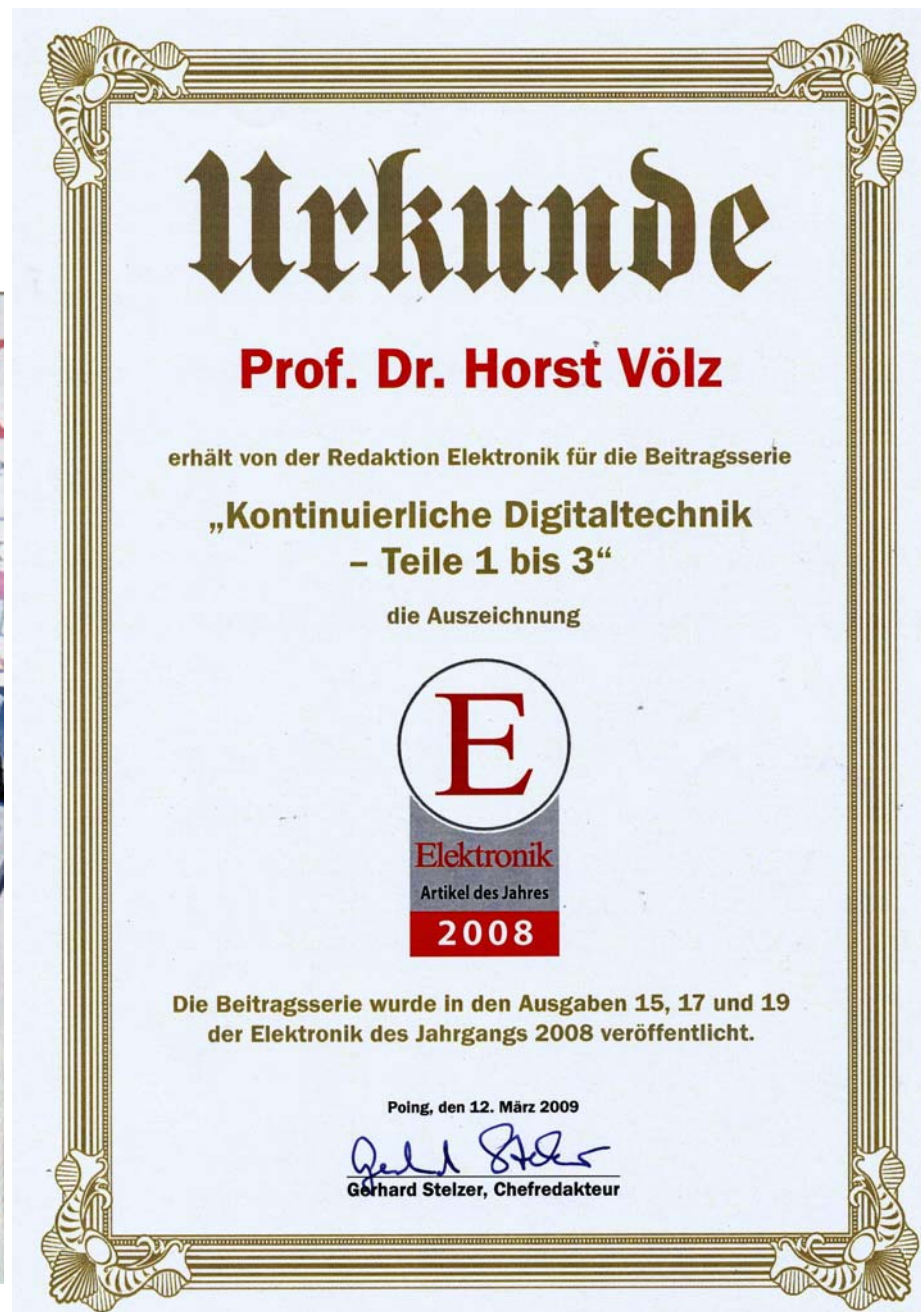 Urkunde
Prof. Dr. Horst Völz
erhält von der Redaktion Elektronik für die Beitragsserie
„Kontinuierliche Digitaltechnik
– Teile 1 bis 3“
die Auszeichnung
E
Elektronik
Artikel des Jahres
2008
Die Beitragsserie wurde in den Ausgaben 15, 17 und 19
der Elektronik des Jahrgangs 2008 veröffentlicht.
Poing, den 12. März 2009
Gerhard Stelzer, Chefredakteur